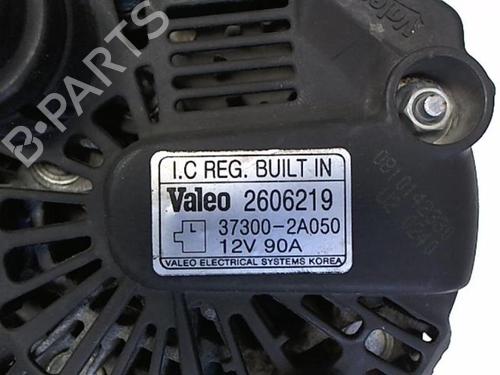 I.C REG. BUILT IN
Valeo 2606219
37300-2A050
12V 90A
VALEO ELECTRICAL SYSTEMS KOREA
B-PARTS